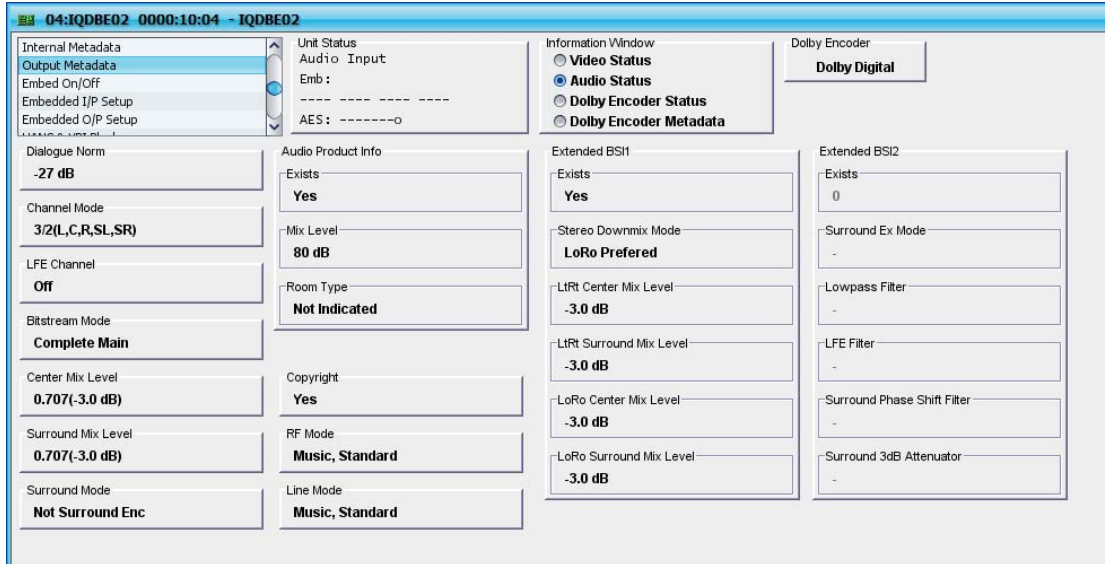 04:IQDBE02 0000:10:04 - IQDBE02
Internal Metadata
Output Metadata
Embed On/Off
Embedded I/P Setup
Embedded O/P Setup
Unit Status
Audio Input
Emb:
---- ---- ---- ----
AES: -------o
Information Window
Video Status
Audio Status
Dolby Encoder Status
Dolby Encoder Metadata
Dolby Encoder
Dolby Digital
Dialogue Norm
-27 dB
Channel Mode
3/2(L,C,R,SL,SR)
LFE Channel
Off
Bitstream Mode
Complete Main
Center Mix Level
0.707(-3.0 dB)
Surround Mix Level
0.707(-3.0 dB)
Surround Mode
Not Surround Enc
Audio Product Info
Exists
Yes
Mix Level
80 dB
Room Type
Not Indicated
Copyright
Yes
RF Mode
Music, Standard
Line Mode
Music, Standard
Extended BSI1
Exists
Yes
Stereo Downmix Mode
LoRo Prefered
LtRt Center Mix Level
-3.0 dB
LtRt Surround Mix Level
-3.0 dB
LoRo Center Mix Level
-3.0 dB
LoRo Surround Mix Level
-3.0 dB
Extended BSI2
Exists
0
Surround Ex Mode
-
Lowpass Filter
-
LFE Filter
-
Surround Phase Shift Filter
-
Surround 3dB Attenuator
-